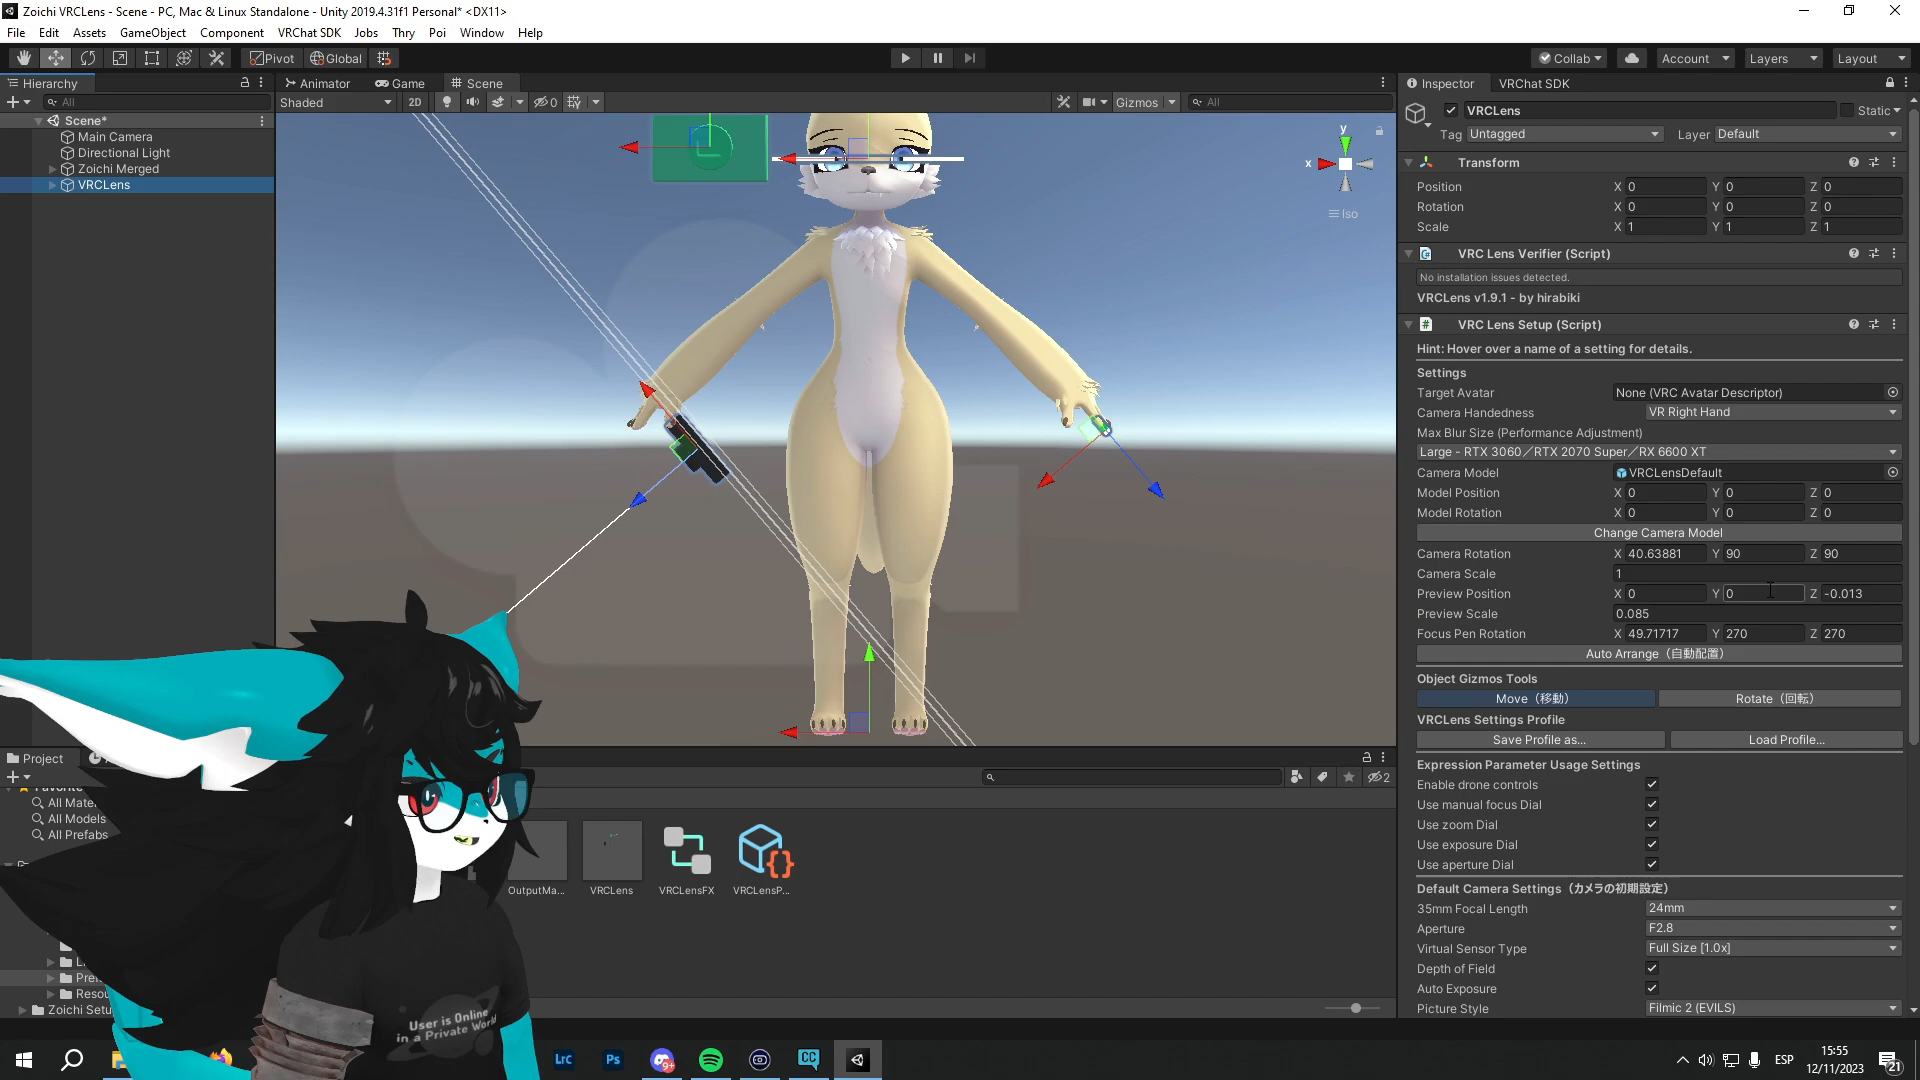 Zoichi VRCLens - Scene - PC, Mac & Linux Standalone - Unity 2019.4.31f1 Personal* <DX11>
File Edit Assets GameObject Component VRChat SDK Jobs Thry Poi Window Help
Pivot Global Collab Account Layers Layout
Hierarchy
All
Scene*
Main Camera
Directional Light
Zoichi Merged
VRCLens
Animator Game Scene
Shaded 2D 0 Gizmos All
y
x
Iso
Inspector VRChat SDK
VRCLens Static
Tag Untagged Layer Default
Transform
Position X 0 Y 0 Z 0
Rotation X 0 Y 0 Z 0
Scale X 1 Y 1 Z 1
VRC Lens Verifier (Script)
No installation issues detected.
VRCLens v1.9.1 - by hirabiki
VRC Lens Setup (Script)
Hint: Hover over a name of a setting for details.
Settings
Target Avatar None (VRC Avatar Descriptor)
Camera Handedness VR Right Hand
Max Blur Size (Performance Adjustment)
Large - RTX 3060／RTX 2070 Super／RX 6600 XT
Camera Model VRCLensDefault
Model Position X 0 Y 0 Z 0
Model Rotation X 0 Y 0 Z 0
Change Camera Model
Camera Rotation X 40.63881 Y 90 Z 90
Camera Scale 1
Preview Position X 0 Y 0 Z -0.013
Preview Scale 0.085
Focus Pen Rotation X 49.71717 Y 270 Z 270
Auto Arrange（自動配置）
Object Gizmos Tools
Move（移動） Rotate（回転）
VRCLens Settings Profile
Save Profile as... Load Profile...
Expression Parameter Usage Settings
Enable drone controls
Use manual focus Dial
Use zoom Dial
Use exposure Dial
Use aperture Dial
Default Camera Settings（カメラの初期設定）
35mm Focal Length 24mm
Aperture F2.8
Virtual Sensor Type Full Size [1.0x]
Depth of Field
Auto Exposure
Picture Style Filmic 2 (EVILS)
Project
2
Favorite
All Mate
All Models
All Prefabs
Pre
Resou
Zoichi Setu
OutputMa... VRCLens VRCLensFX VRCLensP...
User is Online
in a Private World
Lrc Ps 9+ CC
ESP 15:55
12/11/2023
21